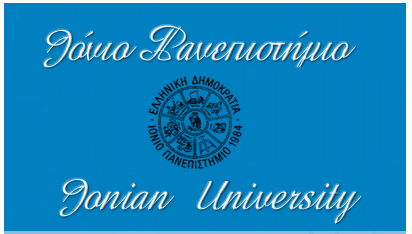 Ιόνιο Πανεπιστήμιο
ΕΛΛΗΝΙΚΗ ΔΗΜΟΚΡΑΤΙΑ
ΙΟΝΙΟ ΠΑΝΕΠΙΣΤΗΜΙΟ 1984
Ionian University